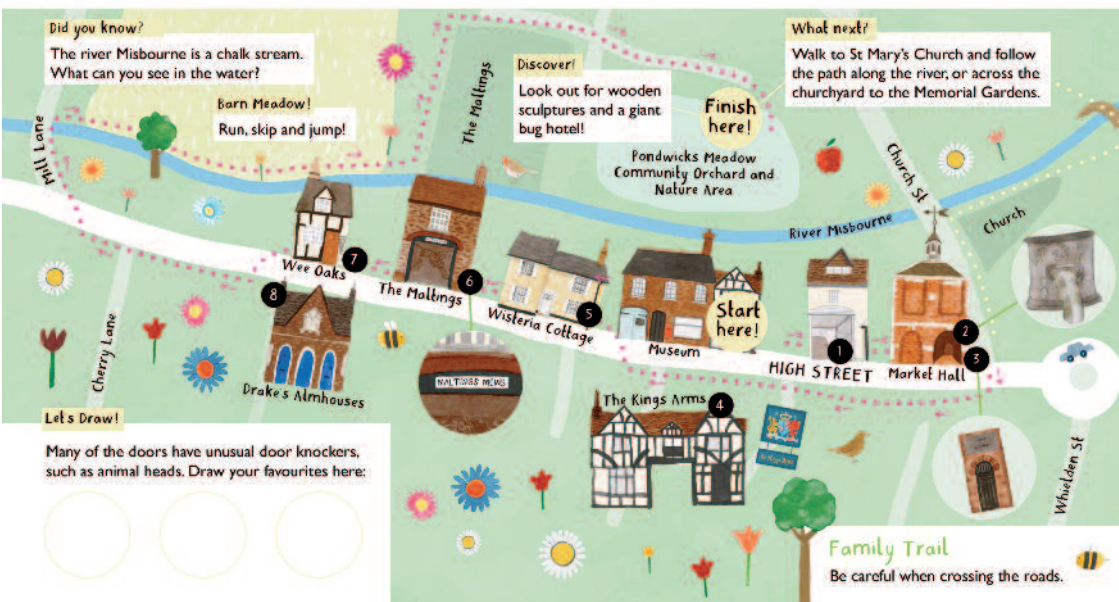 Did you know?
The river Misbourne is a chalk stream.
What can you see in the water?
Barn Meadow!
Run, skip and jump!
Mill Lane
The Maltings
Discover!
Look out for wooden
sculptures and a giant
bug hotel!
Finish
here!
Pondwicks Meadow
Community Orchard and
Nature Area
What next?
Walk to St Mary's Church and follow
the path along the river, or across the
churchyard to the Memorial Gardens.
Church St
Church
River Misbourne
Wee Oaks
7
The Maltings
6
Wisteria Cottage
5
Museum
Start
here!
1
HIGH STREET
2
3
Market Hall
8
Drake's Almhouses
Cherry Lane
MALTINGS MEWS
The Kings Arms
4
Whielden St
Let's Draw!
Many of the doors have unusual door knockers,
such as animal heads. Draw your favourites here:
Family Trail
Be careful when crossing the roads.